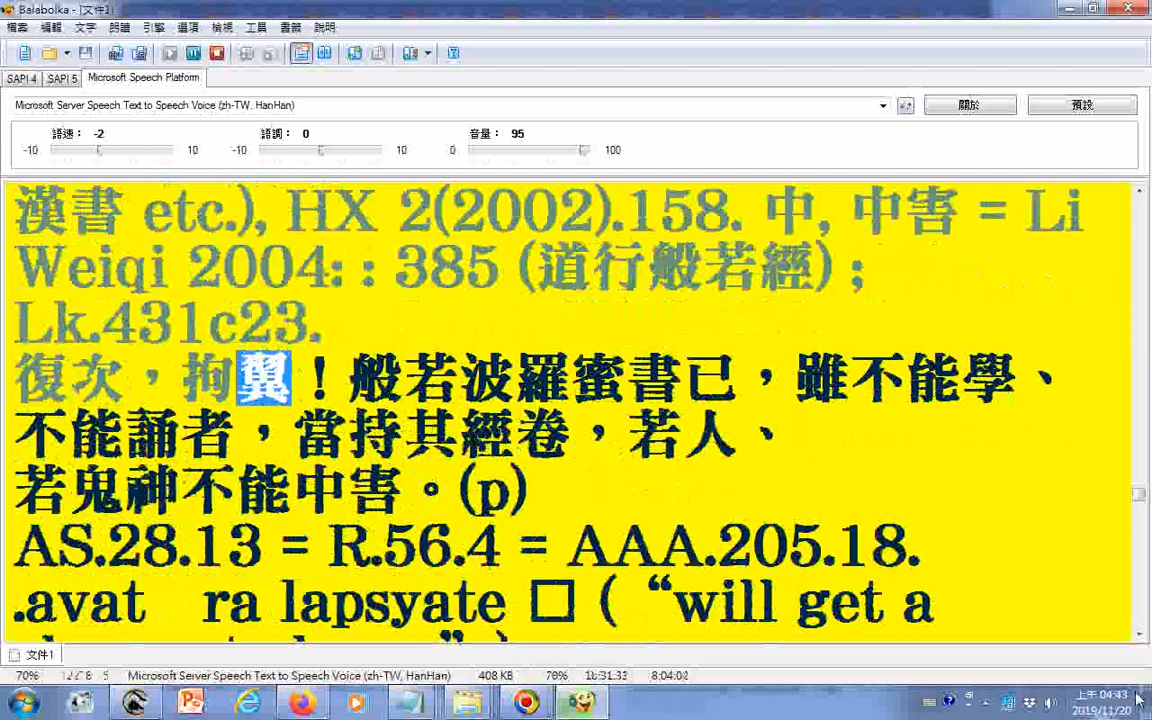 Balabolka - [文件1]
檔案 編輯 文字 朗讀 引擎 選項 檢視 工具 書籤 說明
SAPI 4 SAPI 5 Microsoft Speech Platform
Microsoft Server Speech Text to Speech Voice (zh-TW, HanHan) 關於 預設
語速： -2 語調： 0 音量： 95
-10 10 -10 10 0 100
漢書 etc.), HX 2(2002).158. 中, 中害 = Li
Weiqi 2004: : 385 (道行般若經) ;
Lk.431c23.
復次，拘翼！般若波羅蜜書已，雖不能學、
不能誦者，當持其經卷，若人、
若鬼神不能中害。(p)
AS.28.13 = R.56.4 = AAA.205.18.
.avat ra lapsyate □ ( “will get a
文件1
70% Microsoft Server Speech Text to Speech Voice (zh-TW, HanHan) 408 KB 76% 8:04:02
上午 04:43
2019/11/20